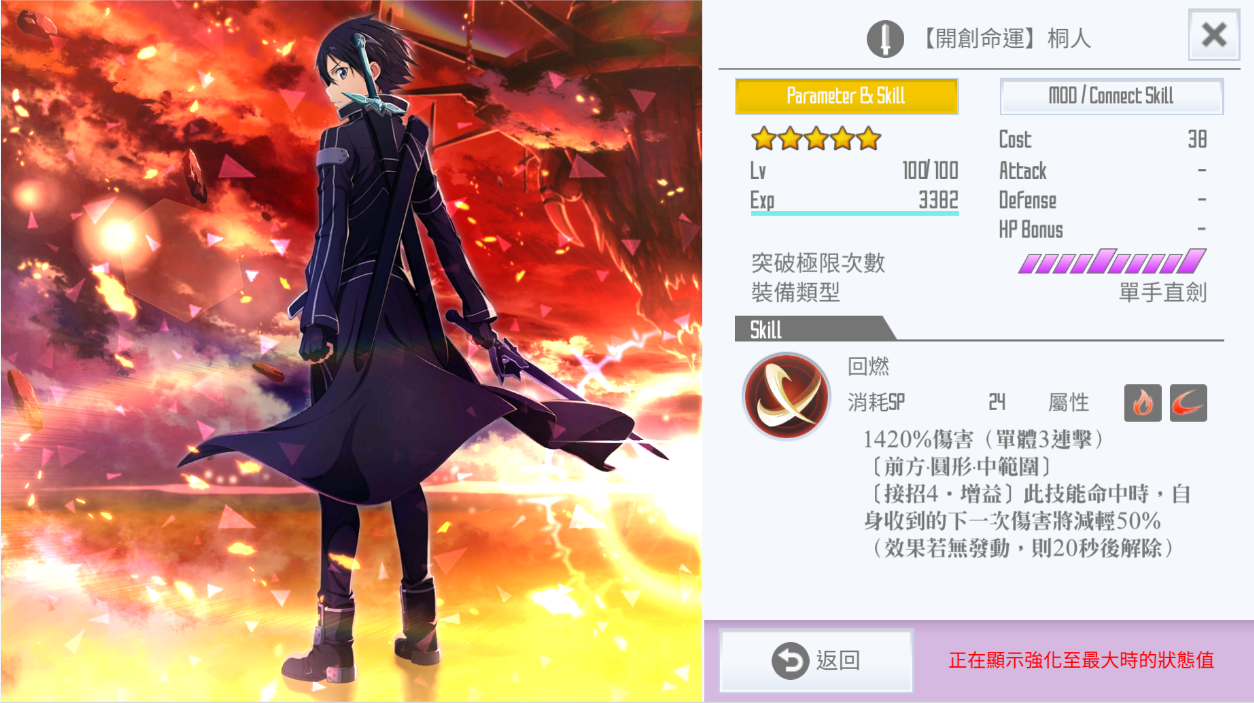 【開創命運】桐人
Parameter & Skill
MOD / Connect Skill
Lv 100/100
Exp 3382
Cost 38
Attack -
Defense -
HP Bonus -
突破極限次數
裝備類型 單手直劍
Skill
回燃
消耗SP 24 屬性
1420%傷害（單體3連擊）
〔前方·圓形·中範圍〕
〔接招4・增益〕此技能命中時，自
身收到的下一次傷害將減輕50%
（效果若無發動，則20秒後解除）
返回
正在顯示強化至最大時的狀態值